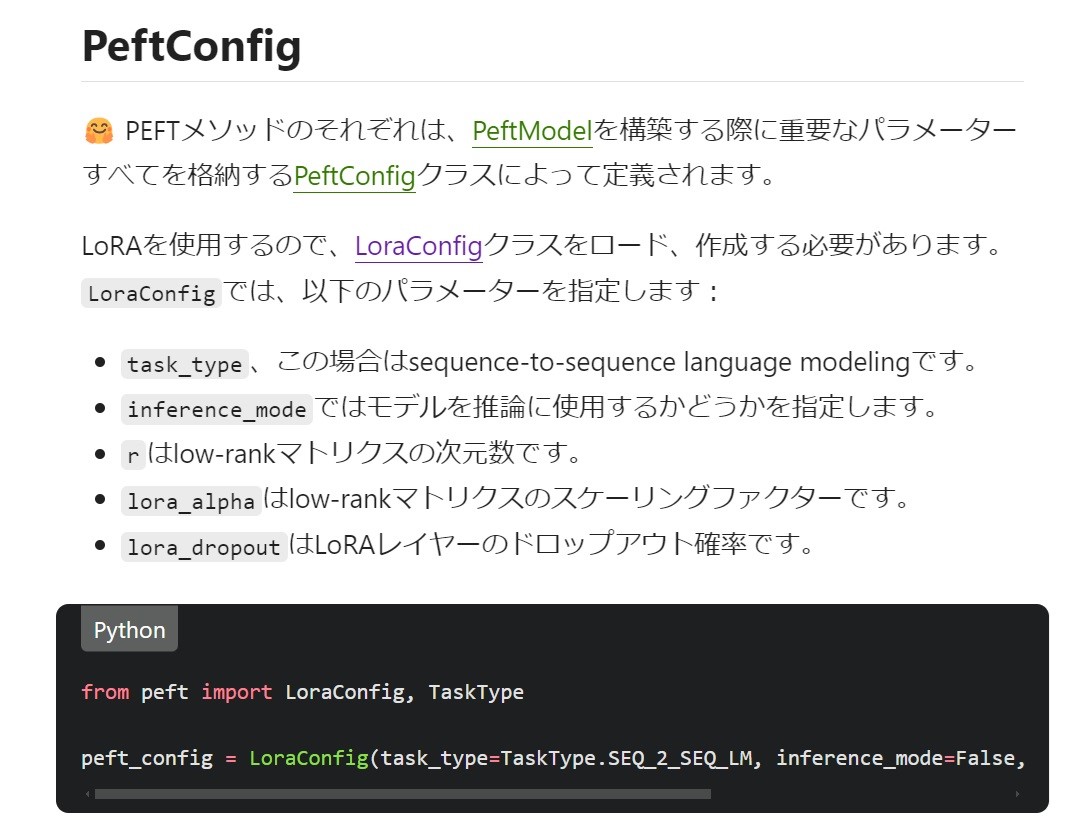 PeftConfig
🤗 PEFTメソッドのそれぞれは、PeftModelを構築する際に重要なパラメーター
すべてを格納するPeftConfigクラスによって定義されます。
LoRAを使用するので、LoraConfigクラスをロード、作成する必要があります。
LoraConfigでは、以下のパラメーターを指定します：
task_type、この場合はsequence-to-sequence language modelingです。
inference_modeではモデルを推論に使用するかどうかを指定します。
rはlow-rankマトリクスの次元数です。
lora_alphaはlow-rankマトリクスのスケーリングファクターです。
lora_dropoutはLoRAレイヤーのドロップアウト確率です。
Python
from peft import LoraConfig, TaskType
peft_config = LoraConfig(task_type=TaskType.SEQ_2_SEQ_LM, inference_mode=False,